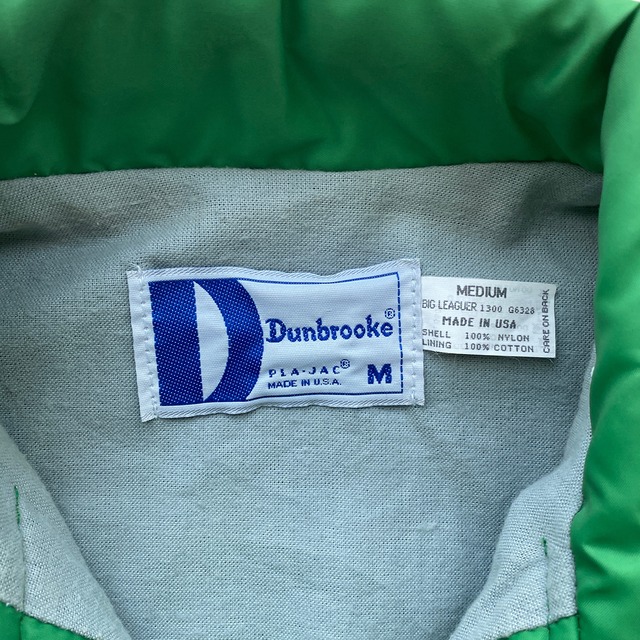 D
Dunbrooke®
PLA-JAC®
MADE IN U.S.A.
M
MEDIUM
BIG LEAGUER 1300 G6328
MADE IN USA
SHELL 100% NYLON
LINING 100% COTTON
CARE ON BACK